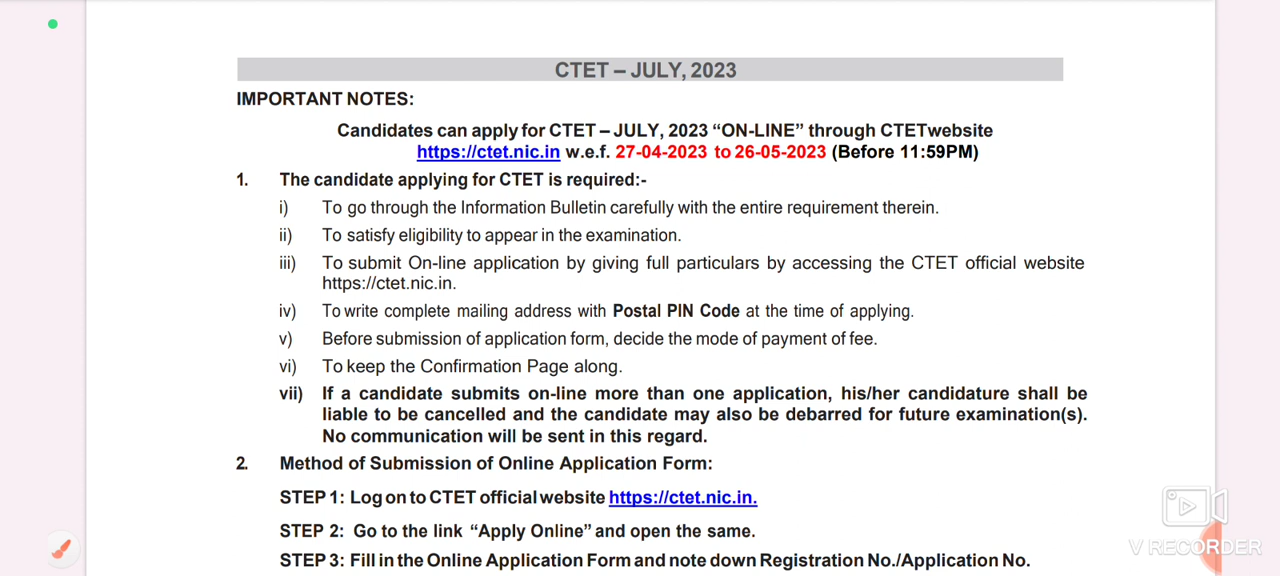 CTET – JULY, 2023
IMPORTANT NOTES:
Candidates can apply for CTET – JULY, 2023 “ON-LINE” through CTET website
https://ctet.nic.in w.e.f. 27-04-2023 to 26-05-2023 (Before 11:59PM)
1. The candidate applying for CTET is required:-
i) To go through the Information Bulletin carefully with the entire requirement therein.
ii) To satisfy eligibility to appear in the examination.
iii) To submit On-line application by giving full particulars by accessing the CTET official website
https://ctet.nic.in.
iv) To write complete mailing address with Postal PIN Code at the time of applying.
v) Before submission of application form, decide the mode of payment of fee.
vi) To keep the Confirmation Page along.
vii) If a candidate submits on-line more than one application, his/her candidature shall be
liable to be cancelled and the candidate may also be debarred for future examination(s).
No communication will be sent in this regard.
2. Method of Submission of Online Application Form:
STEP 1: Log on to CTET official website https://ctet.nic.in.
STEP 2: Go to the link “Apply Online” and open the same.
STEP 3: Fill in the Online Application Form and note down Registration No./Application No.
V RECORDER